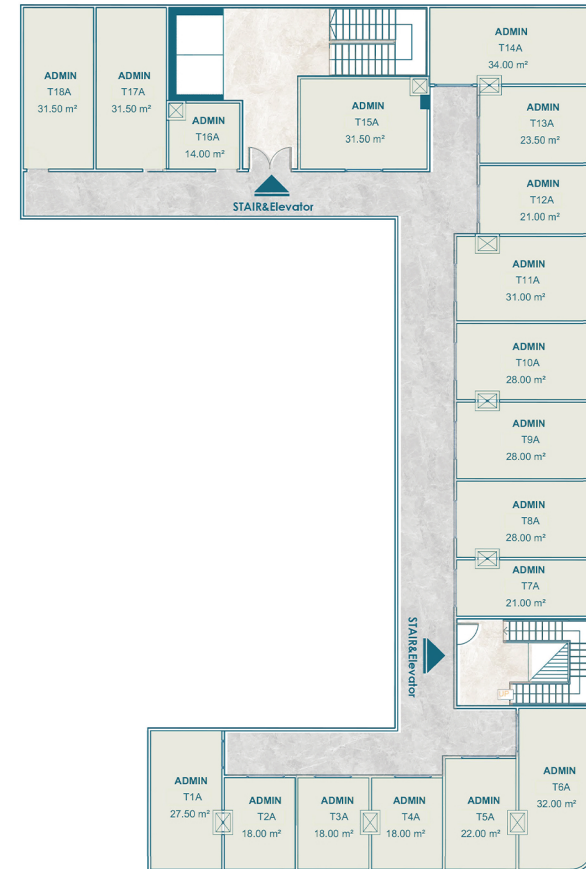 ADMIN
T14A
34.00 m²
ADMIN
T18A
31.50 m²
ADMIN
T17A
31.50 m²
ADMIN
T16A
14.00 m²
ADMIN
T15A
31.50 m²
ADMIN
T13A
23.50 m²
ADMIN
T12A
21.00 m²
STAIR&Elevator
ADMIN
T11A
31.00 m²
ADMIN
T10A
28.00 m²
ADMIN
T9A
28.00 m²
ADMIN
T8A
28.00 m²
ADMIN
T7A
21.00 m²
STAIR&Elevator
UP
ADMIN
T1A
27.50 m²
ADMIN
T2A
18.00 m²
ADMIN
T3A
18.00 m²
ADMIN
T4A
18.00 m²
ADMIN
T5A
22.00 m²
ADMIN
T6A
32.00 m²